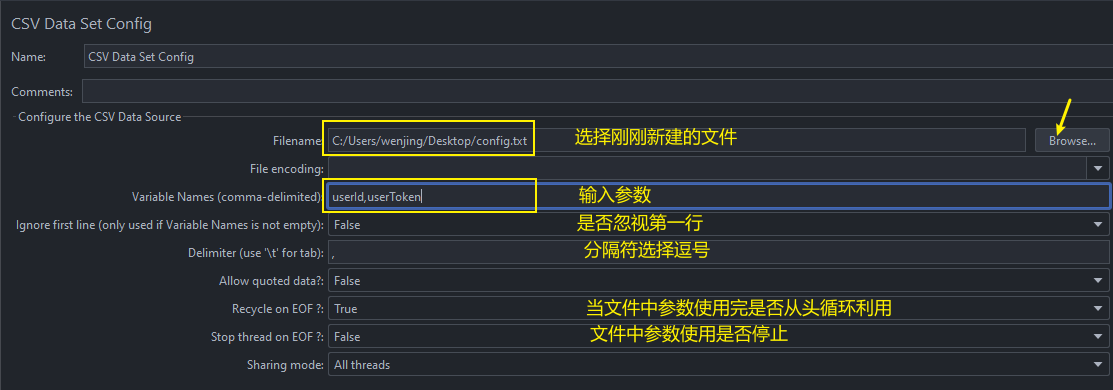 CSV Data Set Config
Name: CSV Data Set Config
Comments:
Configure the CSV Data Source
Filename: C:/Users/wenjing/Desktop/config.txt 选择刚刚新建的文件 Browse...
File encoding:
Variable Names (comma-delimited): userId,userToken 输入参数
Ignore first line (only used if Variable Names is not empty): False 是否忽视第一行
Delimiter (use '\t' for tab): , 分隔符选择逗号
Allow quoted data?: False
Recycle on EOF ?: True 当文件中参数使用完是否从头循环利用
Stop thread on EOF ?: False 文件中参数使用是否停止
Sharing mode: All threads